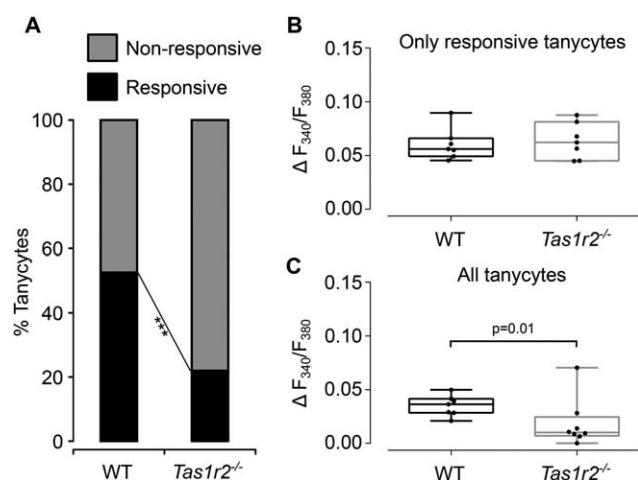 A
Non-responsive
Responsive
% Tanycytes
100
80
60
40
20
0
***
WT
Tas1r2-/-
B
Only responsive tanycytes
Δ F340/F380
0.15
0.10
0.05
0.00
WT
Tas1r2-/-
C
All tanycytes
Δ F340/F380
0.15
0.10
0.05
0.00
p=0.01
WT
Tas1r2-/-